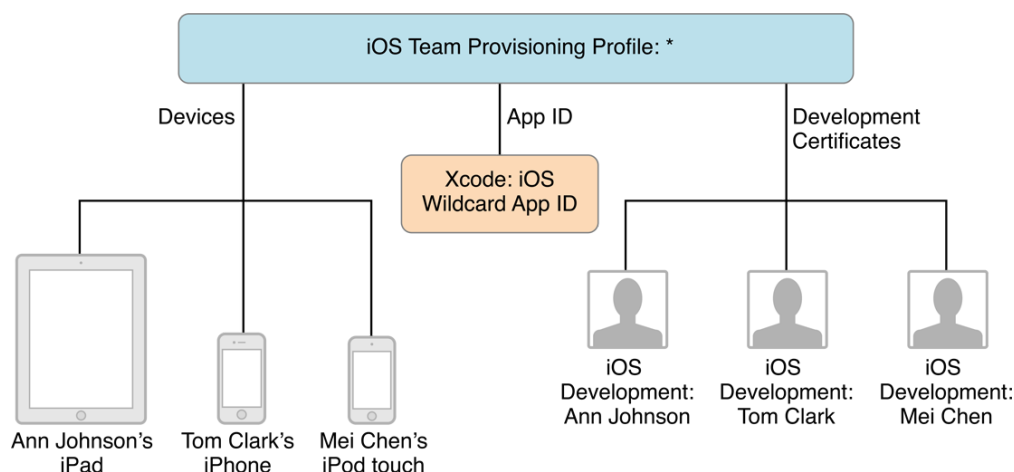 iOS Team Provisioning Profile: *
Devices
App ID
Development
Certificates
Xcode: iOS
Wildcard App ID
Ann Johnson's
iPad
Tom Clark's
iPhone
Mei Chen's
iPod touch
iOS
Development:
Ann Johnson
iOS
Development:
Tom Clark
iOS
Development:
Mei Chen